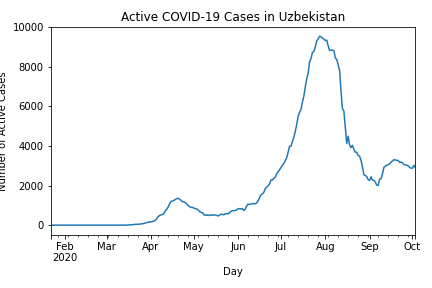 Active COVID-19 Cases in Uzbekistan
Number of Active Cases
10000
8000
6000
4000
2000
0
Feb Mar Apr May Jun Jul Aug Sep Oct
2020
Day